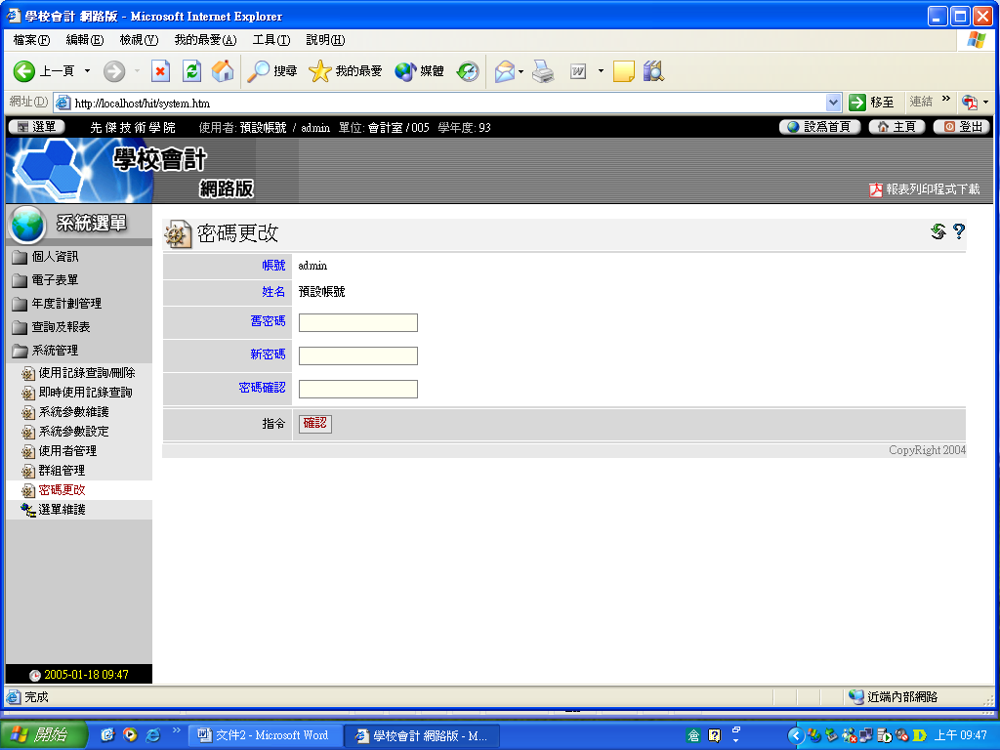 學校會計 網路版 - Microsoft Internet Explorer
檔案(F) 編輯(E) 檢視(V) 我的最愛(A) 工具(T) 說明(H)
上一頁 搜尋 我的最愛 媒體
網址(D) http://localhost/hit/system.htm 移至 連結 »
選單 先傑技術學院 使用者: 預設帳號 / admin 單位: 會計室 / 005 學年度: 93 設為首頁 主頁 登出
學校會計
網路版
報表列印程式下載
系統選單
個人資訊
電子表單
年度計劃管理
查詢及報表
系統管理
使用記錄查詢/刪除
即時使用記錄查詢
系統參數維護
系統參數設定
使用者管理
群組管理
密碼更改
選單維護
2005-01-18 09:47
密碼更改
帳號 admin
姓名 預設帳號
舊密碼
新密碼
密碼確認
指令 確認
CopyRight 2004
完成 近端內部網路
開始 » 文件2 - Microsoft Word 學校會計 網路版 - M... 倉 上午 09:47